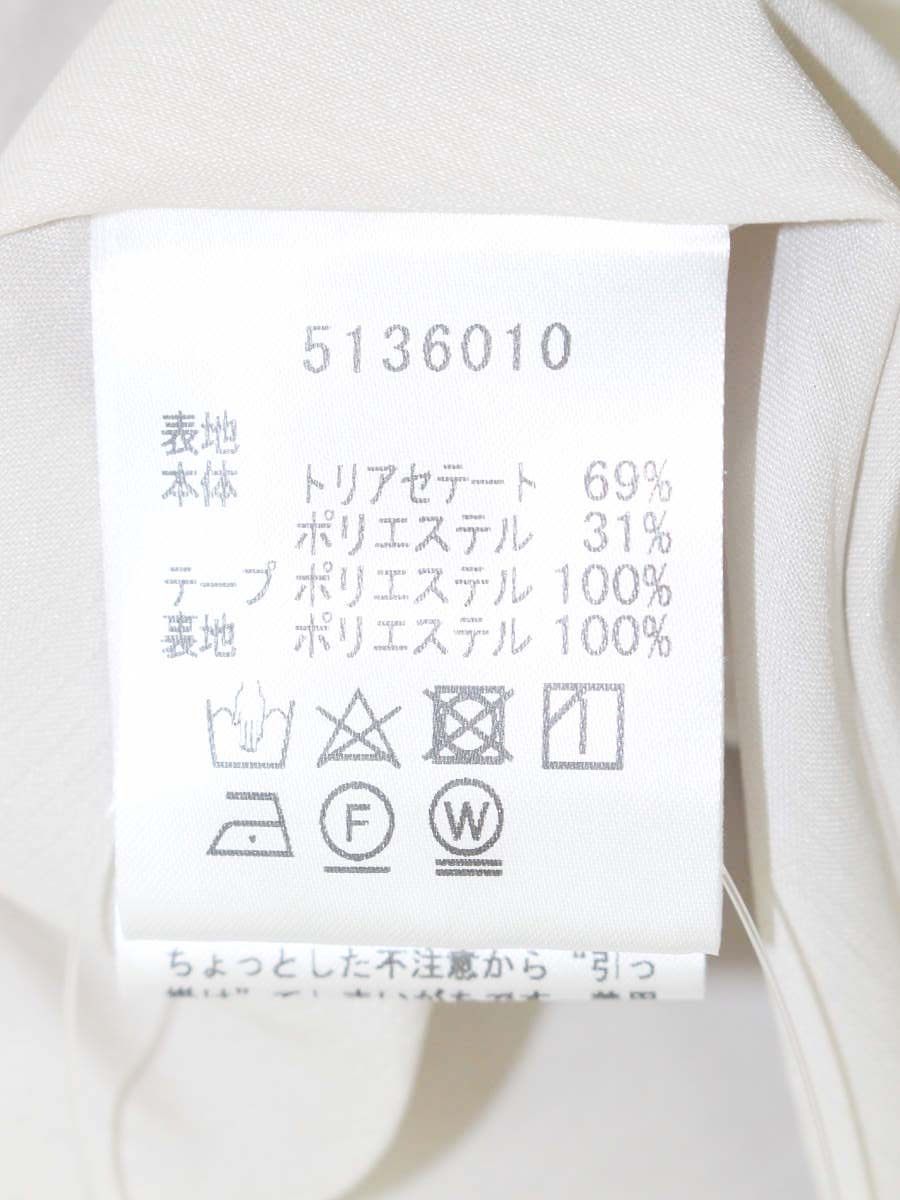 5136010
表地
本体 トリアセテート 69%
ポリエステル 31%
テープ ポリエステル 100%
裏地 ポリエステル 100%
F W
ちょっとした不注意から“引っ